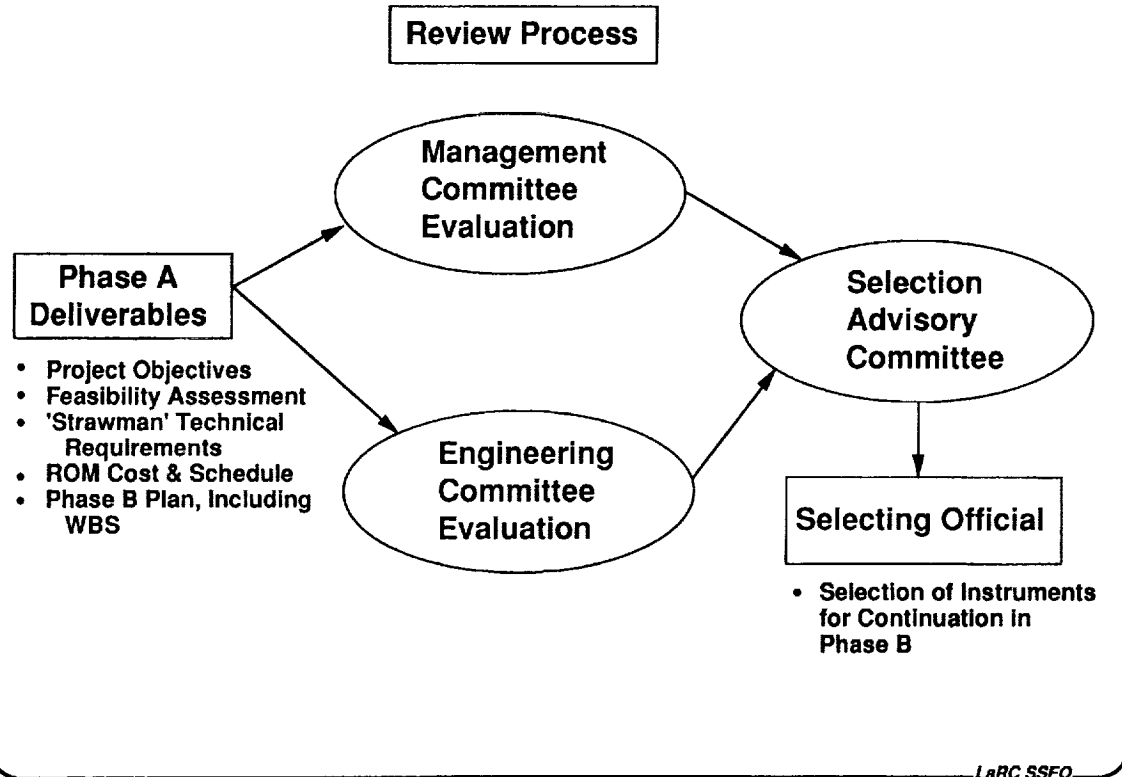 Review Process
Management
Committee
Evaluation
Phase A
Deliverables
• Project Objectives
• Feasibility Assessment
• 'Strawman' Technical
Requirements
• ROM Cost & Schedule
• Phase B Plan, Including
WBS
Engineering
Committee
Evaluation
Selection
Advisory
Committee
Selecting Official
• Selection of Instruments
for Continuation in
Phase B
LaRC SSFO